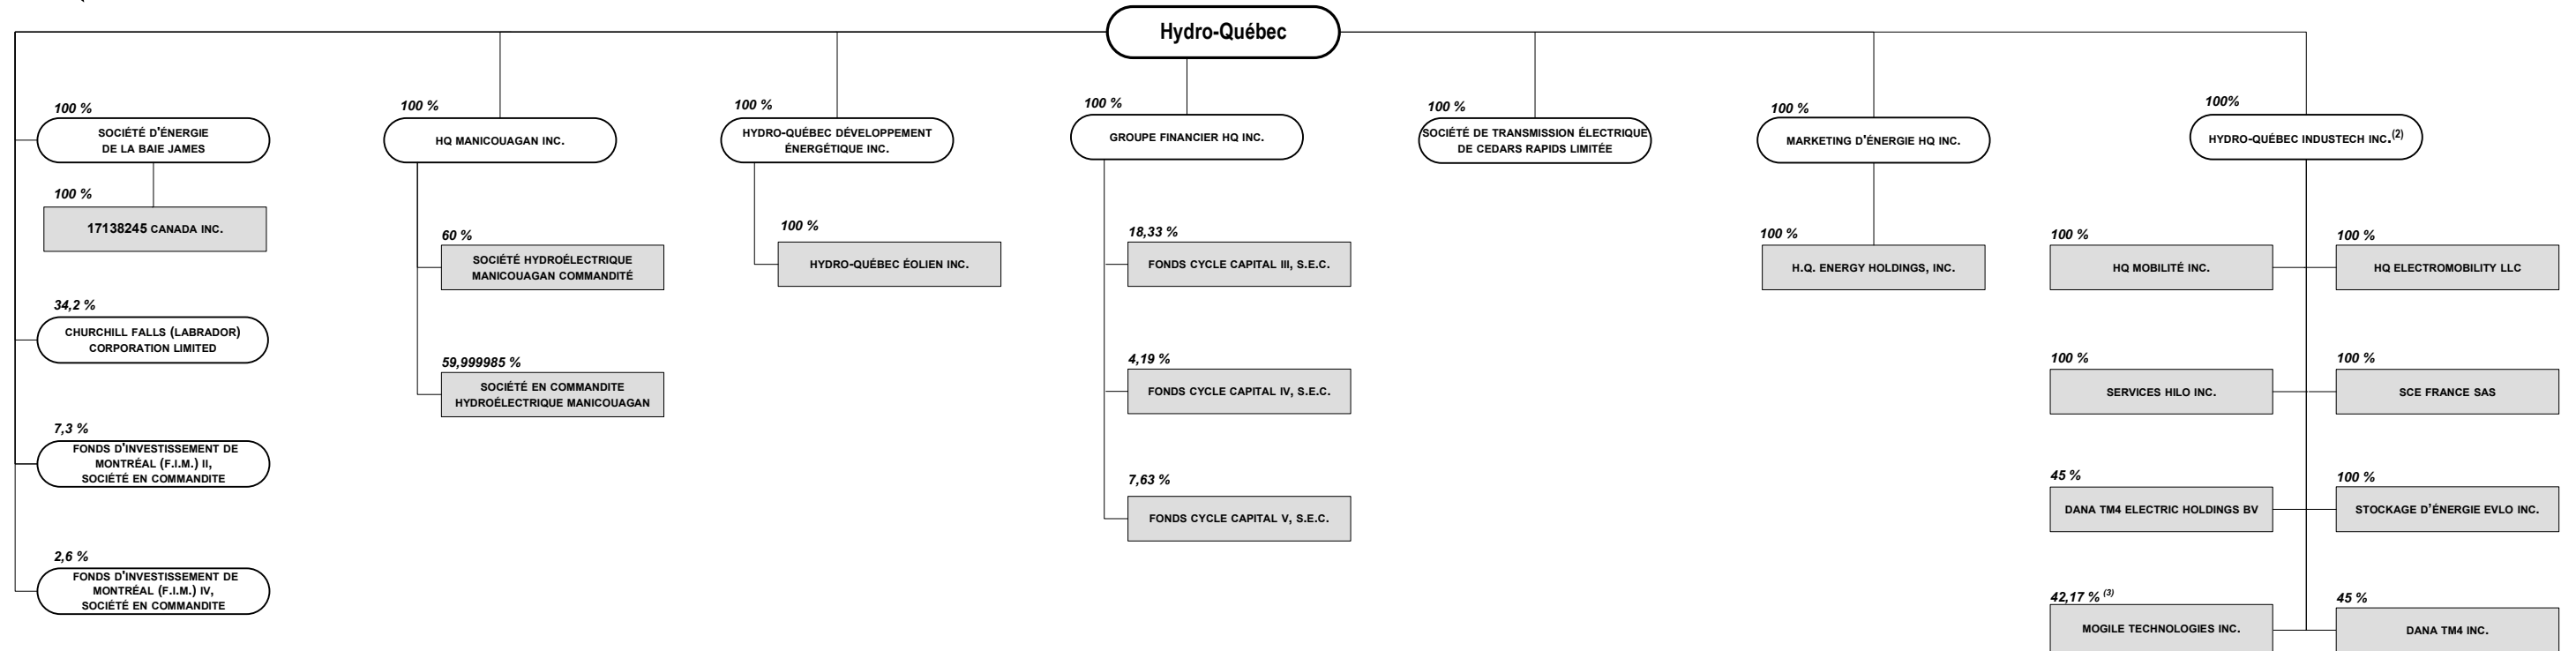 Hydro-Québec
100 %
SOCIÉTÉ D'ÉNERGIE
DE LA BAIE JAMES
100 %
17138245 CANADA INC.
34,2 %
CHURCHILL FALLS (LABRADOR)
CORPORATION LIMITED
7,3 %
FONDS D'INVESTISSEMENT DE
MONTRÉAL (F.I.M.) II,
SOCIÉTÉ EN COMMANDITE
2,6 %
FONDS D'INVESTISSEMENT DE
MONTRÉAL (F.I.M.) IV,
SOCIÉTÉ EN COMMANDITE
100 %
HQ MANICOUAGAN INC.
60 %
SOCIÉTÉ HYDROÉLECTRIQUE
MANICOUAGAN COMMANDITÉ
59,999985 %
SOCIÉTÉ EN COMMANDITE
HYDROÉLECTRIQUE MANICOUAGAN
100 %
HYDRO-QUÉBEC DÉVELOPPEMENT
ÉNERGÉTIQUE INC.
100 %
HYDRO-QUÉBEC ÉOLIEN INC.
100 %
GROUPE FINANCIER HQ INC.
18,33 %
FONDS CYCLE CAPITAL III, S.E.C.
4,19 %
FONDS CYCLE CAPITAL IV, S.E.C.
7,63 %
FONDS CYCLE CAPITAL V, S.E.C.
100 %
SOCIÉTÉ DE TRANSMISSION ÉLECTRIQUE
DE CEDARS RAPIDS LIMITÉE
100 %
MARKETING D'ÉNERGIE HQ INC.
100 %
H.Q. ENERGY HOLDINGS, INC.
100%
HYDRO-QUÉBEC INDUSTECH INC.(2)
100 %
HQ MOBILITÉ INC.
100 %
HQ ELECTROMOBILITY LLC
100 %
SERVICES HILO INC.
100 %
SCE FRANCE SAS
45 %
DANA TM4 ELECTRIC HOLDINGS BV
100 %
STOCKAGE D'ÉNERGIE EVLO INC.
42,17 % (3)
MOGILE TECHNOLOGIES INC.
45 %
DANA TM4 INC.